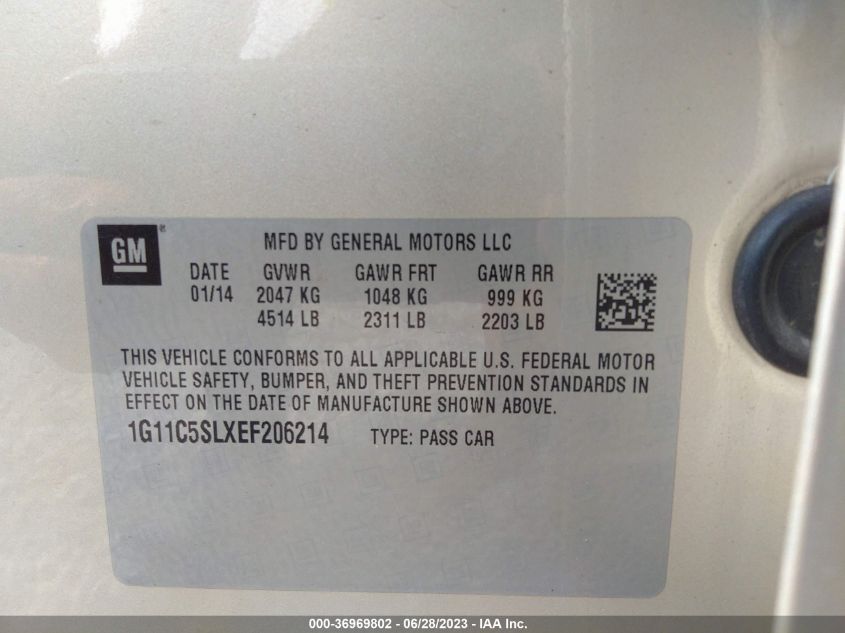 GM ®
MFD BY GENERAL MOTORS LLC
DATE GVWR GAWR FRT GAWR RR
01/14 2047 KG 1048 KG 999 KG
4514 LB 2311 LB 2203 LB
THIS VEHICLE CONFORMS TO ALL APPLICABLE U.S. FEDERAL MOTOR
VEHICLE SAFETY, BUMPER, AND THEFT PREVENTION STANDARDS IN
EFFECT ON THE DATE OF MANUFACTURE SHOWN ABOVE.
1G11C5SLXEF206214 TYPE: PASS CAR
000-36969802 - 06/28/2023 - IAA Inc.